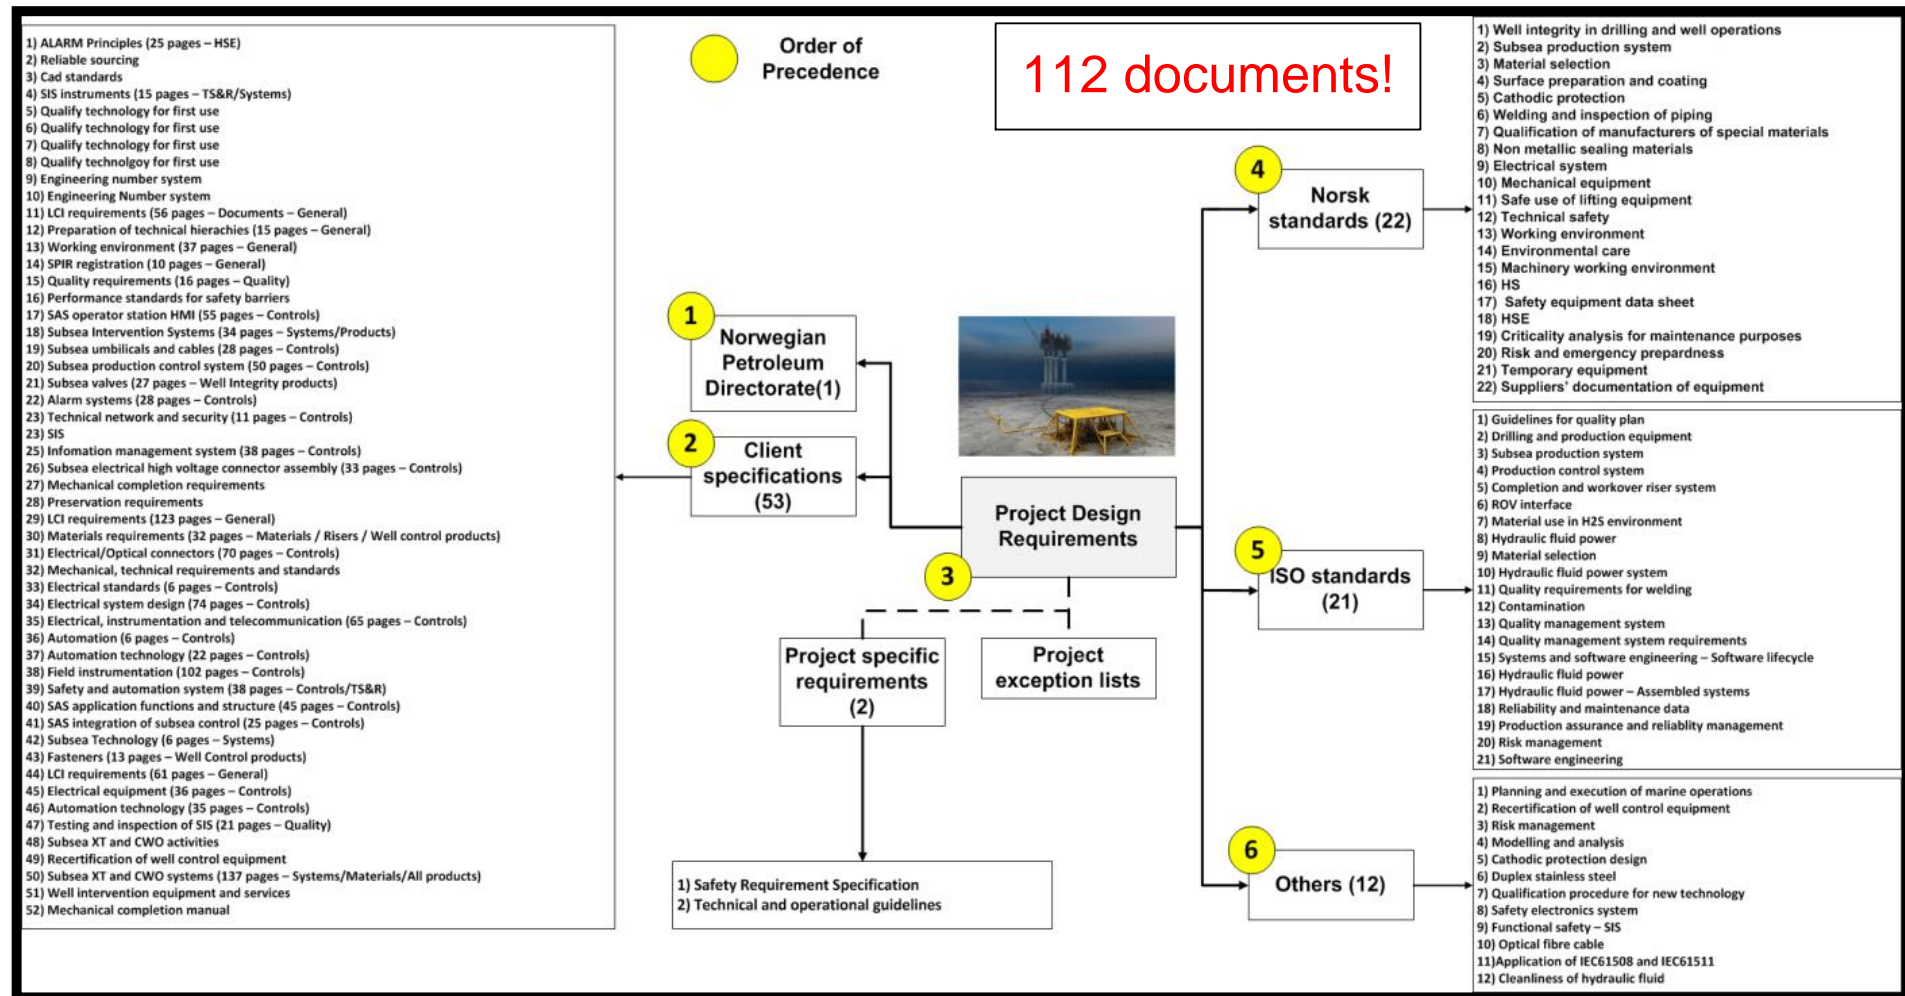 1) ALARM Principles (25 pages – HSE)
2) Reliable sourcing
3) Cad standards
4) SIS instruments (15 pages – TS&R/Systems)
5) Qualify technology for first use
6) Qualify technology for first use
7) Qualify technology for first use
8) Qualify technolgoy for first use
9) Engineering number system
10) Engineering Number system
11) LCI requirements (56 pages – Documents – General)
12) Preparation of technical hierachies (15 pages – General)
13) Working environment (37 pages – General)
14) SPIR registration (10 pages – General)
15) Quality requirements (16 pages – Quality)
16) Performance standards for safety barriers
17) SAS operator station HMI (55 pages – Controls)
18) Subsea Intervention Systems (34 pages – Systems/Products)
19) Subsea umbilicals and cables (28 pages – Controls)
20) Subsea production control system (50 pages – Controls)
21) Subsea valves (27 pages – Well Integrity products)
22) Alarm systems (28 pages – Controls)
23) Technical network and security (11 pages – Controls)
23) SIS
25) Infomation management system (38 pages – Controls)
26) Subsea electrical high voltage connector assembly (33 pages – Controls)
27) Mechanical completion requirements
28) Preservation requirements
29) LCI requirements (123 pages – General)
30) Materials requirements (32 pages – Materials / Risers / Well control products)
31) Electrical/Optical connectors (70 pages – Controls)
32) Mechanical, technical requirements and standards
33) Electrical standards (6 pages – Controls)
34) Electrical system design (74 pages – Controls)
35) Electrical, instrumentation and telecommunication (65 pages – Controls)
36) Automation (6 pages – Controls)
37) Automation technology (22 pages – Controls)
38) Field instrumentation (102 pages – Controls)
39) Safety and automation system (38 pages – Controls/TS&R)
40) SAS application functions and structure (45 pages – Controls)
41) SAS integration of subsea control (25 pages – Controls)
42) Subsea Technology (6 pages – Systems)
43) Fasteners (13 pages – Well Control products)
44) LCI requirements (61 pages – General)
45) Electrical equipment (36 pages – Controls)
46) Automation technology (35 pages – Controls)
47) Testing and inspection of SIS (21 pages – Quality)
48) Subsea XT and CWO activities
49) Recertification of well control equipment
50) Subsea XT and CWO systems (137 pages – Systems/Materials/All products)
51) Well intervention equipment and services
52) Mechanical completion manual
Order of
Precedence
112 documents!
1
Norwegian
Petroleum
Directorate(1)
2
Client
specifications
(53)
Project Design
Requirements
3
Project specific
requirements
(2)
Project
exception lists
1) Safety Requirement Specification
2) Technical and operational guidelines
4
Norsk
standards (22)
5
ISO standards
(21)
6
Others (12)
1) Well integrity in drilling and well operations
2) Subsea production system
3) Material selection
4) Surface preparation and coating
5) Cathodic protection
6) Welding and inspection of piping
7) Qualification of manufacturers of special materials
8) Non metallic sealing materials
9) Electrical system
10) Mechanical equipment
11) Safe use of lifting equipment
12) Technical safety
13) Working environment
14) Environmental care
15) Machinery working environment
16) HS
17) Safety equipment data sheet
18) HSE
19) Criticality analysis for maintenance purposes
20) Risk and emergency prepardness
21) Temporary equipment
22) Suppliers' documentation of equipment
1) Guidelines for quality plan
2) Drilling and production equipment
3) Subsea production system
4) Production control system
5) Completion and workover riser system
6) ROV interface
7) Material use in H2S environment
8) Hydraulic fluid power
9) Material selection
10) Hydraulic fluid power system
11) Quality requirements for welding
12) Contamination
13) Quality management system
14) Quality management system requirements
15) Systems and software engineering – Software lifecycle
16) Hydraulic fluid power
17) Hydraulic fluid power – Assembled systems
18) Reliability and maintenance data
19) Production assurance and reliablity management
20) Risk management
21) Software engineering
1) Planning and execution of marine operations
2) Recertification of well control equipment
3) Risk management
4) Modelling and analysis
5) Cathodic protection design
6) Duplex stainless steel
7) Qualification procedure for new technology
8) Safety electronics system
9) Functional safety – SIS
10) Optical fibre cable
11)Application of IEC61508 and IEC61511
12) Cleanliness of hydraulic fluid